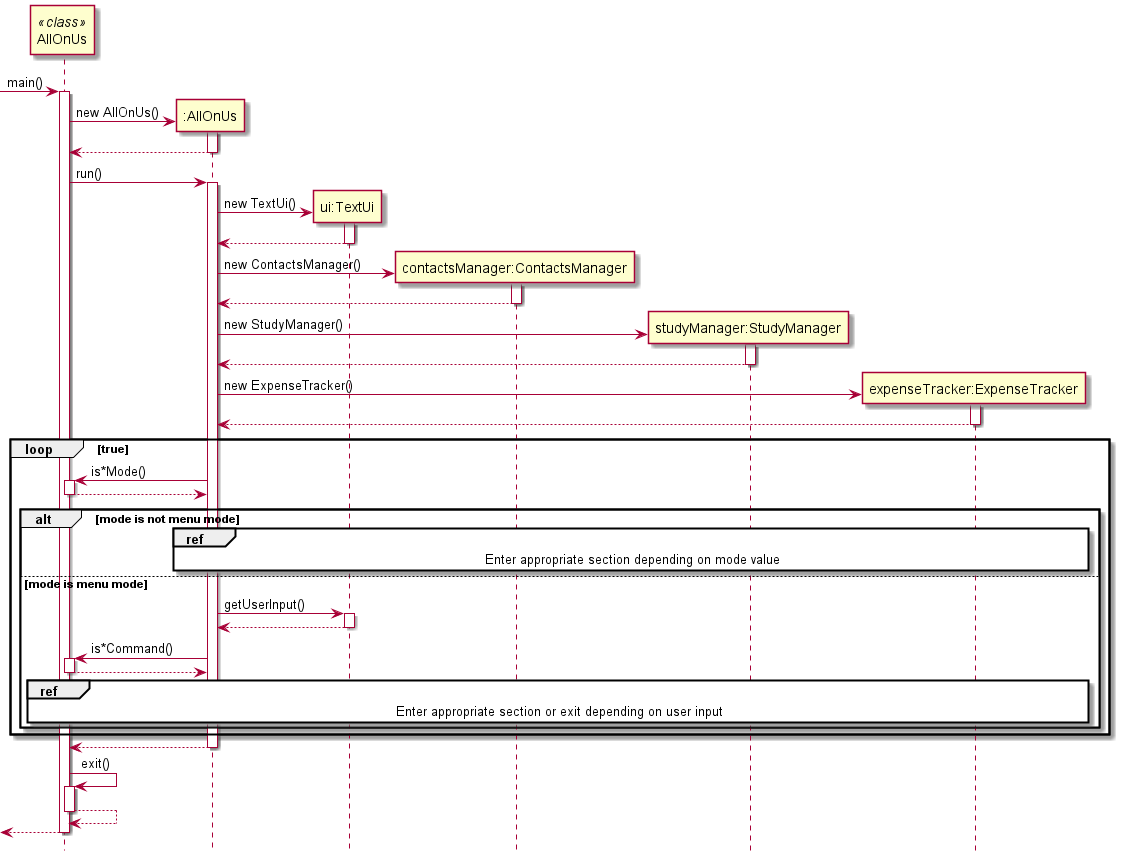 «class»
AllOnUs
main()
new AllOnUs()
:AllOnUs
run()
new TextUi()
ui:TextUi
new ContactsManager()
contactsManager:ContactsManager
new StudyManager()
studyManager:StudyManager
new ExpenseTracker()
expenseTracker:ExpenseTracker
loop [true]
is*Mode()
alt [mode is not menu mode]
ref
Enter appropriate section depending on mode value
[mode is menu mode]
getUserInput()
is*Command()
ref
Enter appropriate section or exit depending on user input
exit()